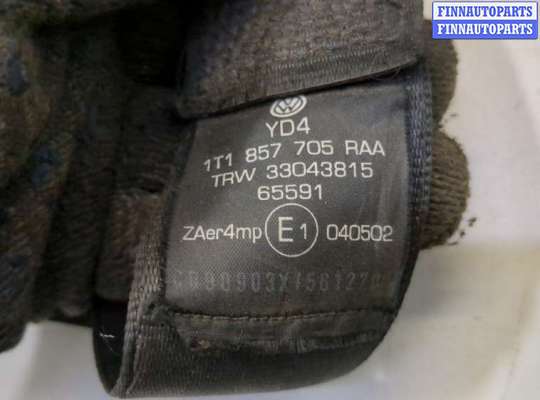 FINNAUTOPARTS
FINNAUTOPARTS
YD4
1T1 857 705 RAA
TRW 33043815
65591
ZAer4mp E1 040502